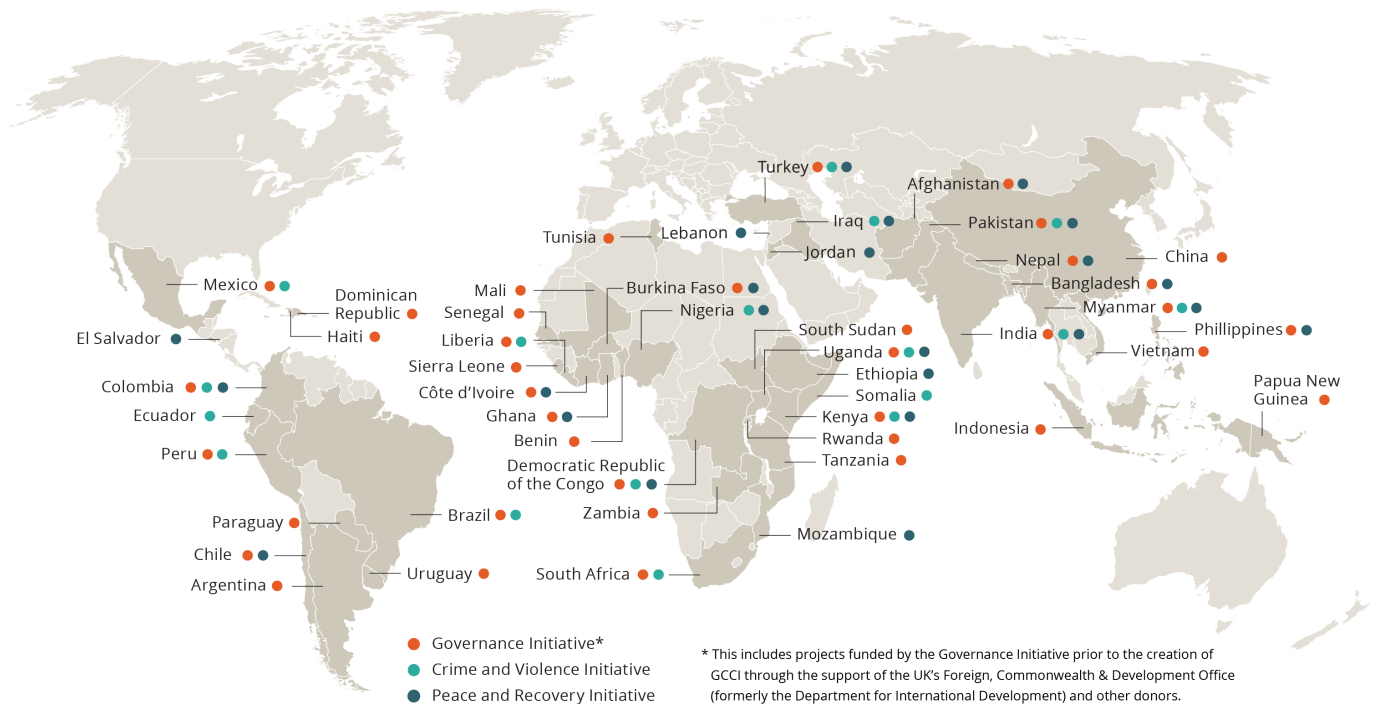 Turkey
Afghanistan
Iraq
Pakistan
Tunisia
Lebanon
Jordan
Nepal
China
Mexico
Mali
Burkina Faso
Bangladesh
Dominican
Republic
Senegal
Nigeria
Myanmar
El Salvador
Haiti
Liberia
South Sudan
India
Phillippines
Uganda
Vietnam
Sierra Leone
Ethiopia
Colombia
Côte d’Ivoire
Somalia
Papua New
Guinea
Ecuador
Ghana
Kenya
Indonesia
Benin
Rwanda
Peru
Tanzania
Democratic Republic
of the Congo
Paraguay
Brazil
Zambia
Mozambique
Chile
Argentina
Uruguay
South Africa
Governance Initiative*
Crime and Violence Initiative
Peace and Recovery Initiative
* This includes projects funded by the Governance Initiative prior to the creation of
GCCI through the support of the UK’s Foreign, Commonwealth & Development Office
(formerly the Department for International Development) and other donors.